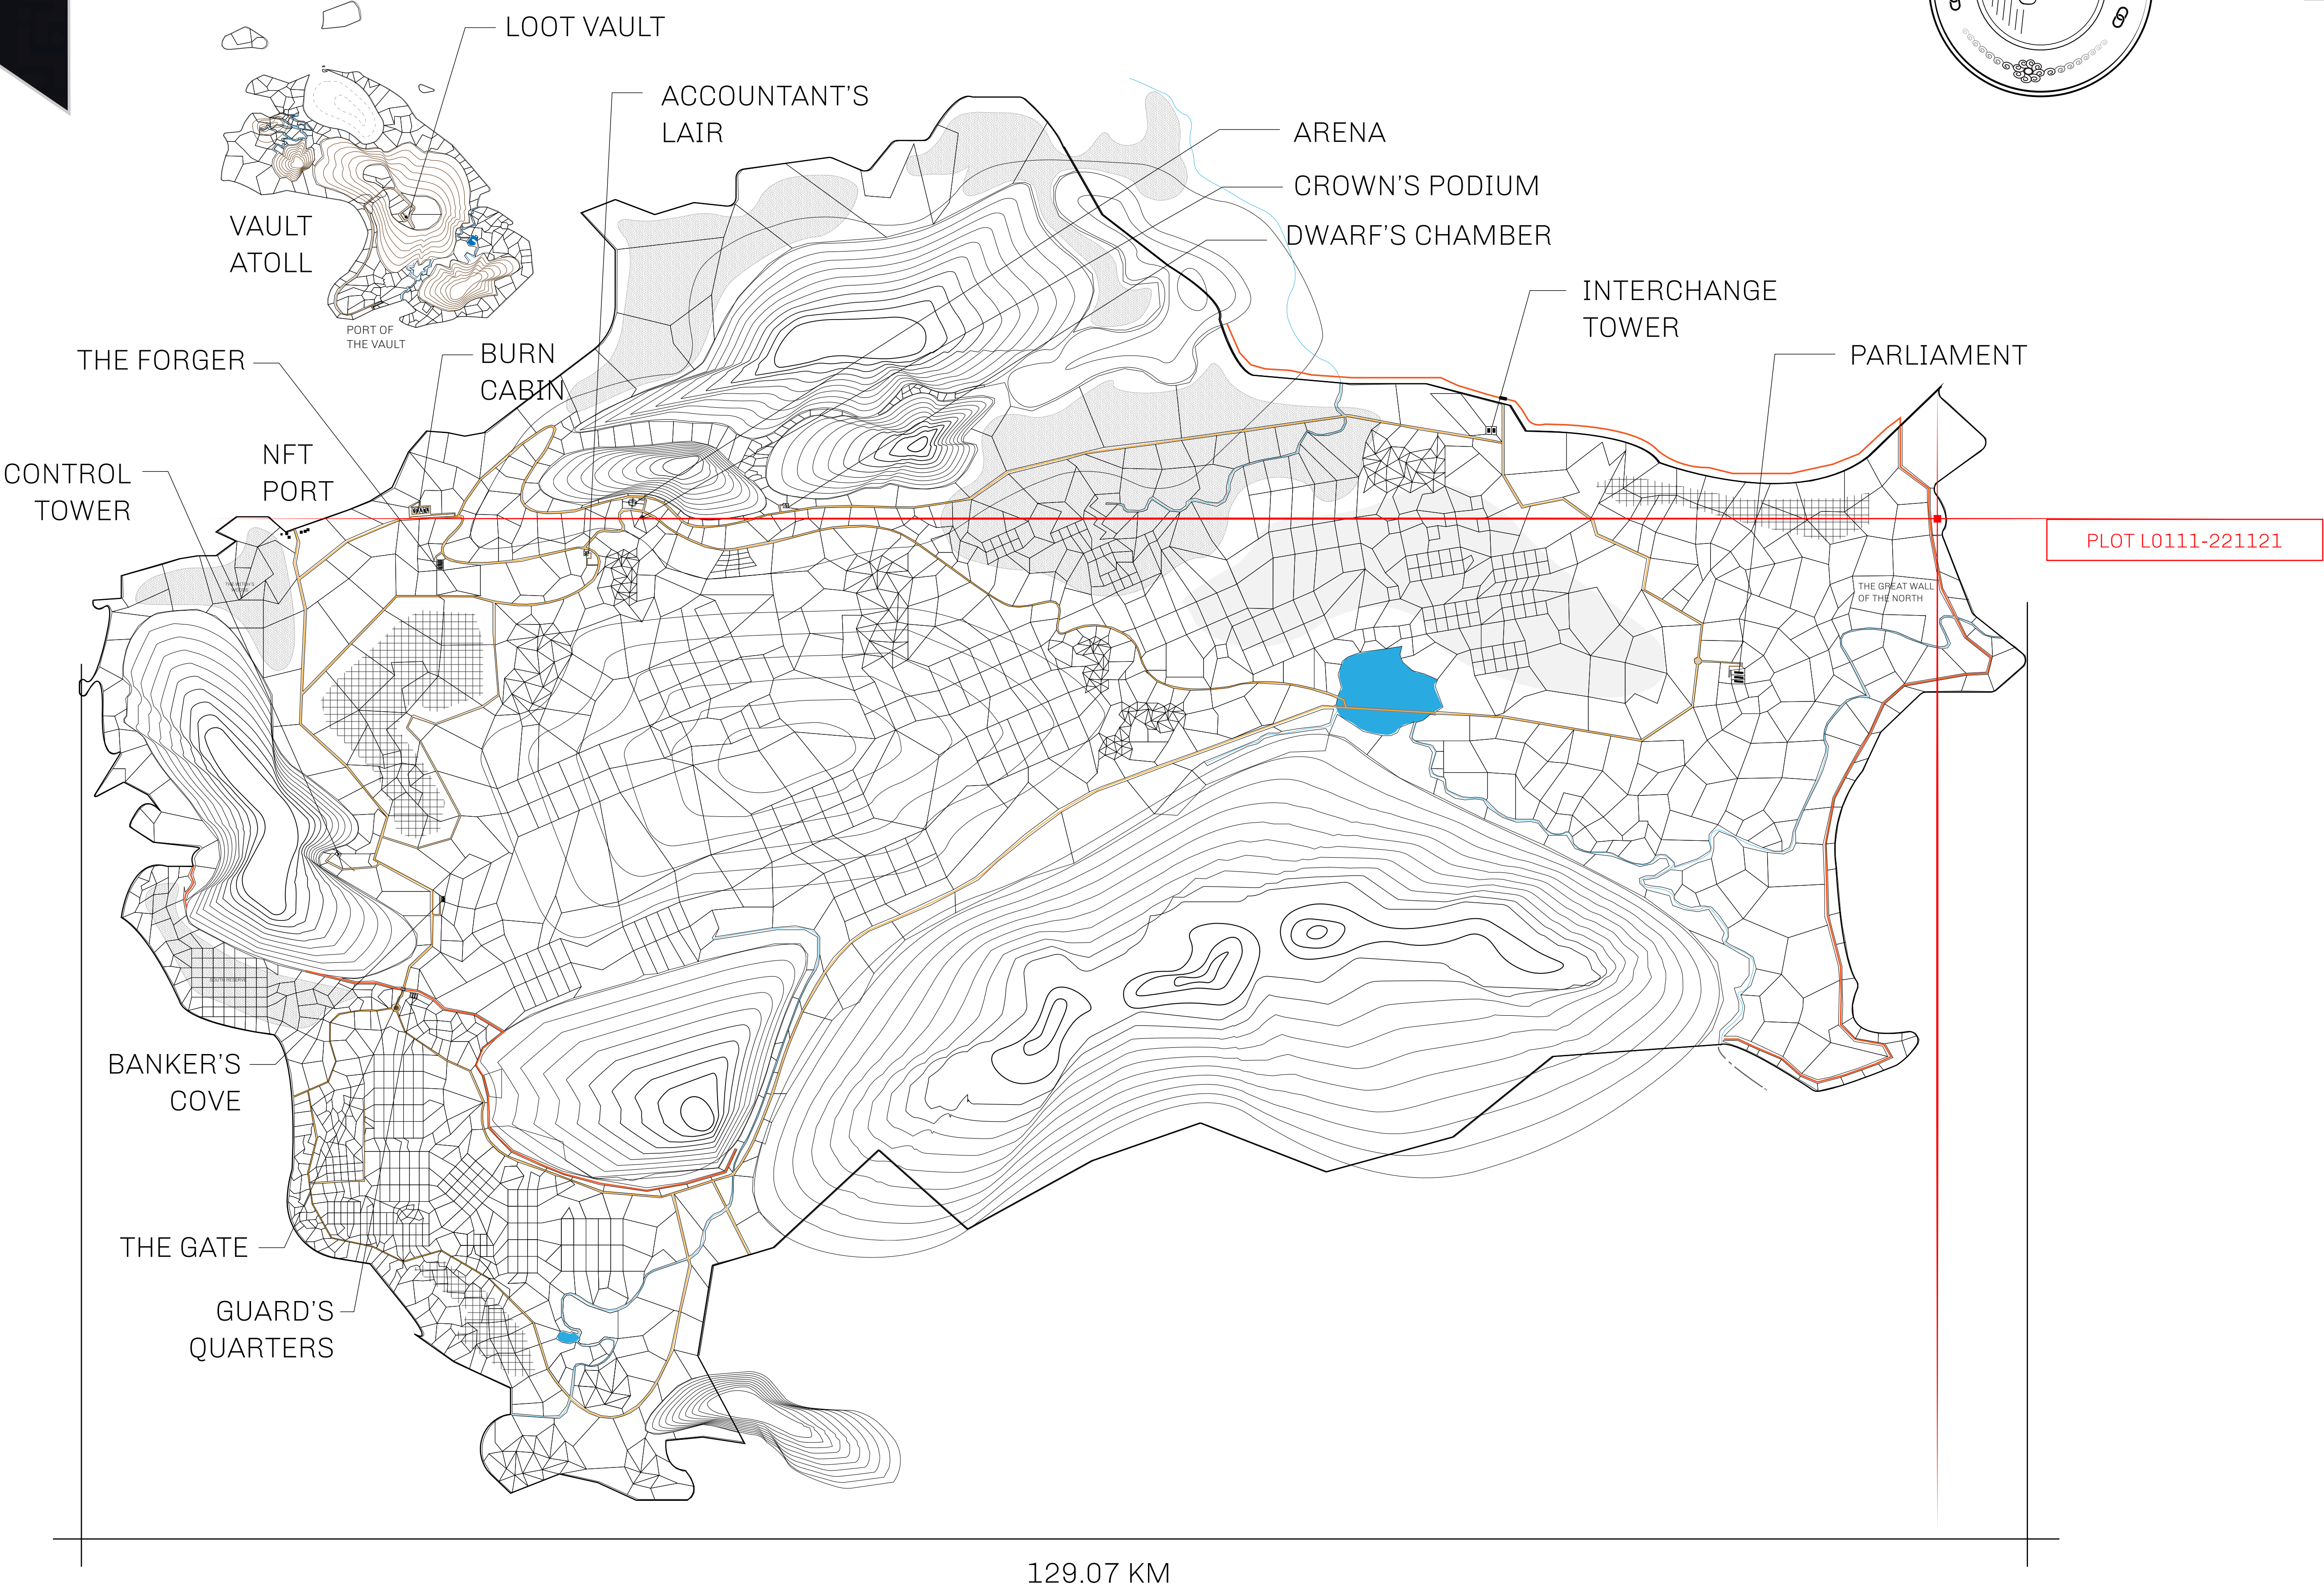 LOOT VAULT
ACCOUNTANT'S
LAIR
ARENA
CROWN'S PODIUM
DWARF'S CHAMBER
VAULT
ATOLL
INTERCHANGE
TOWER
PORT OF
THE VAULT
THE FORGER
BURN
CABIN
PARLIAMENT
NFT
PORT
CONTROL
TOWER
PLOT L0111-221121
THE GREAT WALL
OF THE NORTH
SOUTH RESERVE
BANKER'S
COVE
THE GATE
GUARD'S
QUARTERS
129.07 KM